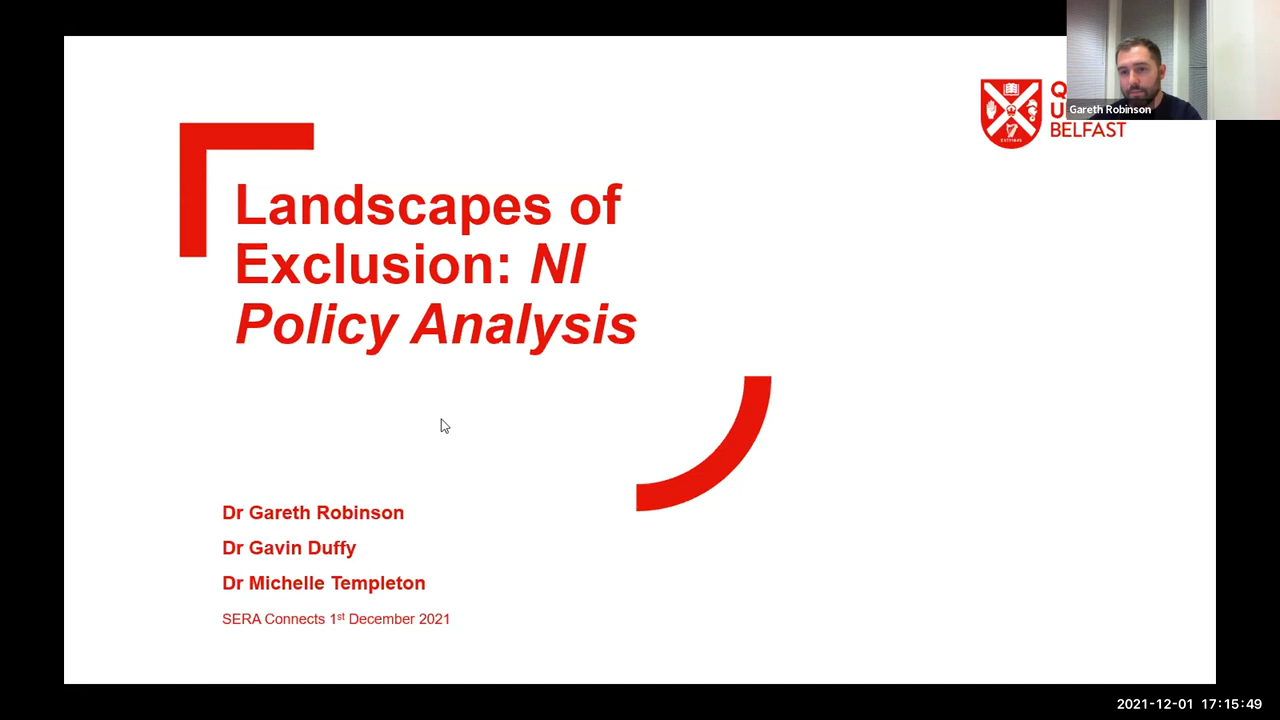 Gareth Robinson
BELFAST
Landscapes of
Exclusion: NI
Policy Analysis
Dr Gareth Robinson
Dr Gavin Duffy
Dr Michelle Templeton
SERA Connects 1st December 2021
2021-12-01 17:15:49